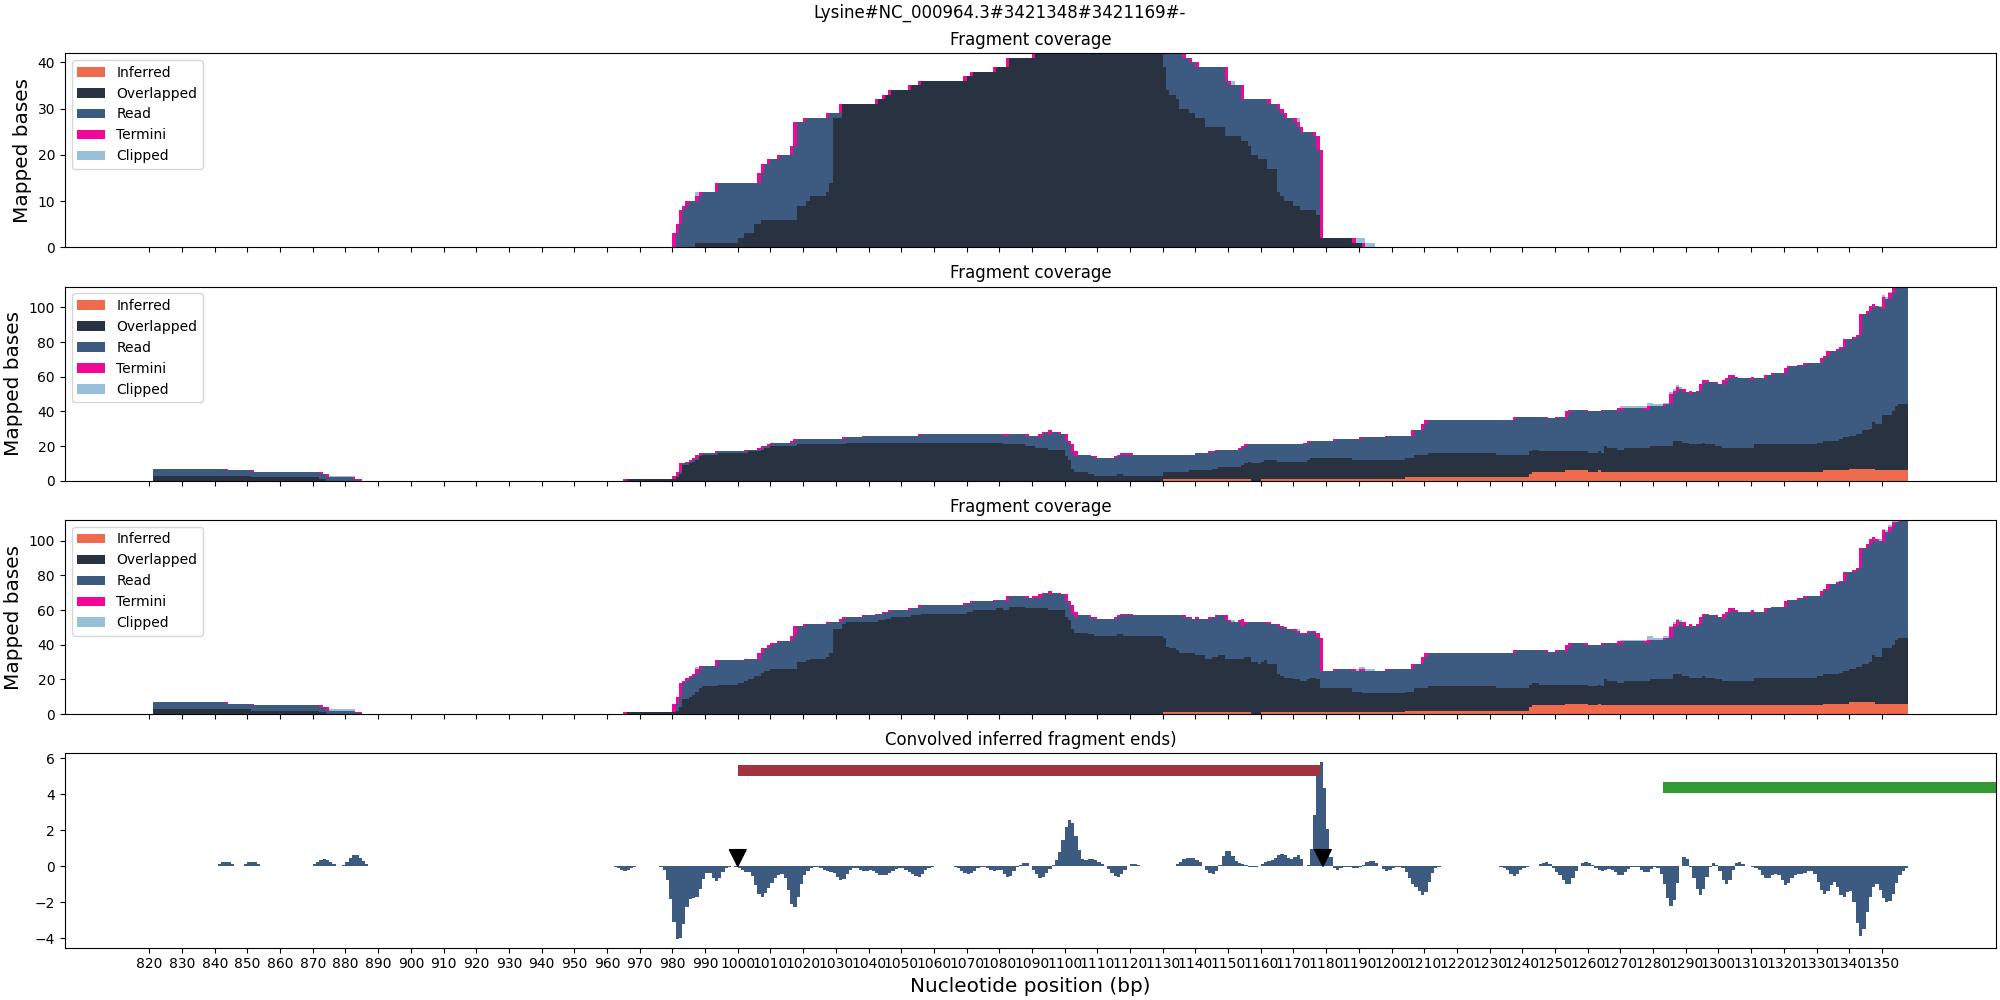 Lysine#NC_000964.3#3421348#3421169#-
Fragment coverage
Mapped bases
40
30
20
10
0
Inferred
Overlapped
Read
Termini
Clipped
Fragment coverage
Mapped bases
100
80
60
40
20
0
Inferred
Overlapped
Read
Termini
Clipped
Fragment coverage
Mapped bases
100
80
60
40
20
0
Inferred
Overlapped
Read
Termini
Clipped
Convolved inferred fragment ends)
6
4
2
0
−2
−4
820 830 840 850 860 870 880 890 900 910 920 930 940 950 960 970 980 990 1000 1010 1020 1030 1040 1050 1060 1070 1080 1090 1100 1110 1120 1130 1140 1150 1160 1170 1180 1190 1200 1210 1220 1230 1240 1250 1260 1270 1280 1290 1300 1310 1320 1330 1340 1350
Nucleotide position (bp)